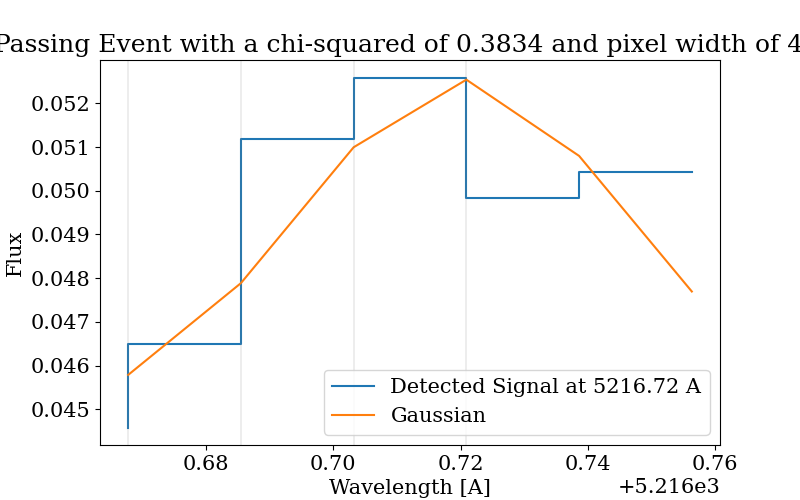 Passing Event with a chi-squared of 0.3834 and pixel width of 4
0.052
0.051
0.050
0.049
0.048
0.047
0.046
0.045
Flux
Detected Signal at 5216.72 A
Gaussian
0.68 0.70 0.72 0.74 0.76
Wavelength [A]
+5.216e3